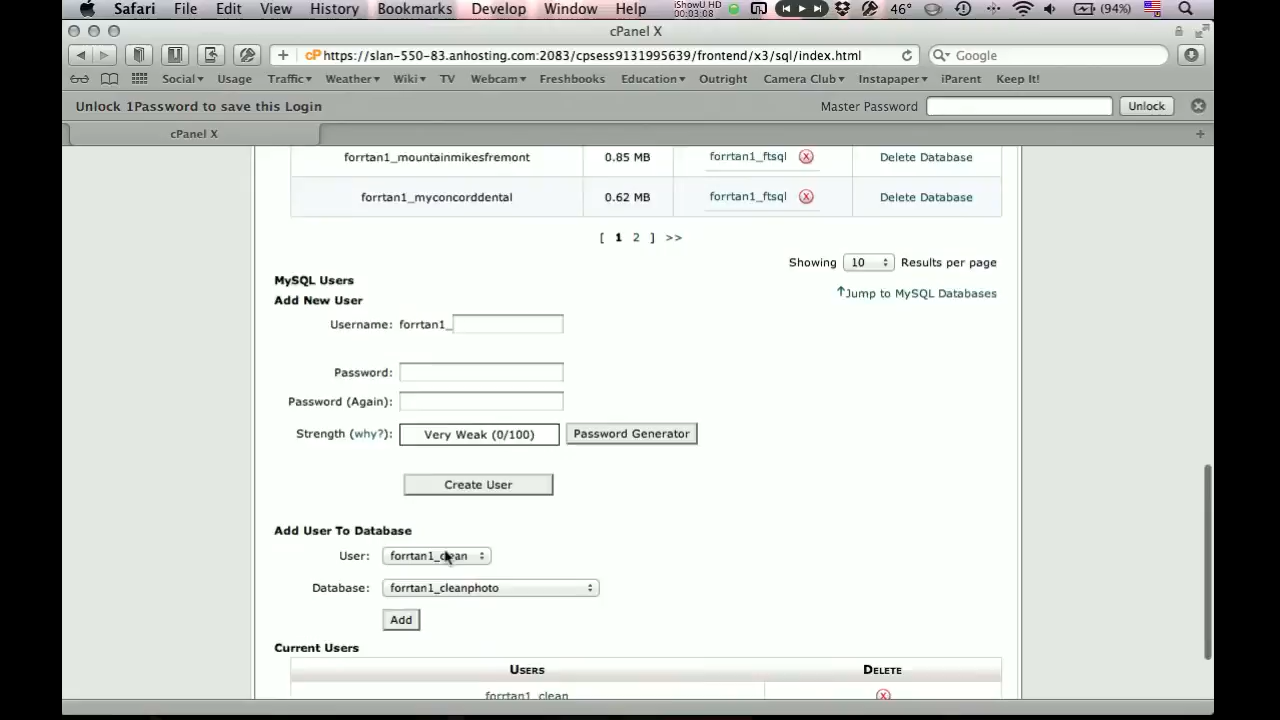 Safari File Edit View History Bookmarks Develop Window Help iShowU HD 00:03:08 46° (94%)
cPanel X
https://slan-550-83.anhosting.com:2083/cpsess9131995639/frontend/x3/sql/index.html Google
Social Usage Traffic Weather Wiki TV Webcam Freshbooks Education Outright Camera Club Instapaper iParent Keep It!
Unlock 1Password to save this Login Master Password Unlock
cPanel X
forrtan1_mountainmikesfremont 0.85 MB forrtan1_ftsql Delete Database
forrtan1_myconcorddental 0.62 MB forrtan1_ftsql Delete Database
[ 1 2 ] >>
Showing 10 Results per page
MySQL Users
Jump to MySQL Databases
Add New User
Username: forrtan1_
Password:
Password (Again):
Strength (why?): Very Weak (0/100) Password Generator
Create User
Add User To Database
User: forrtan1_clean
Database: forrtan1_cleanphoto
Add
Current Users
Users Delete
forrtan1_clean